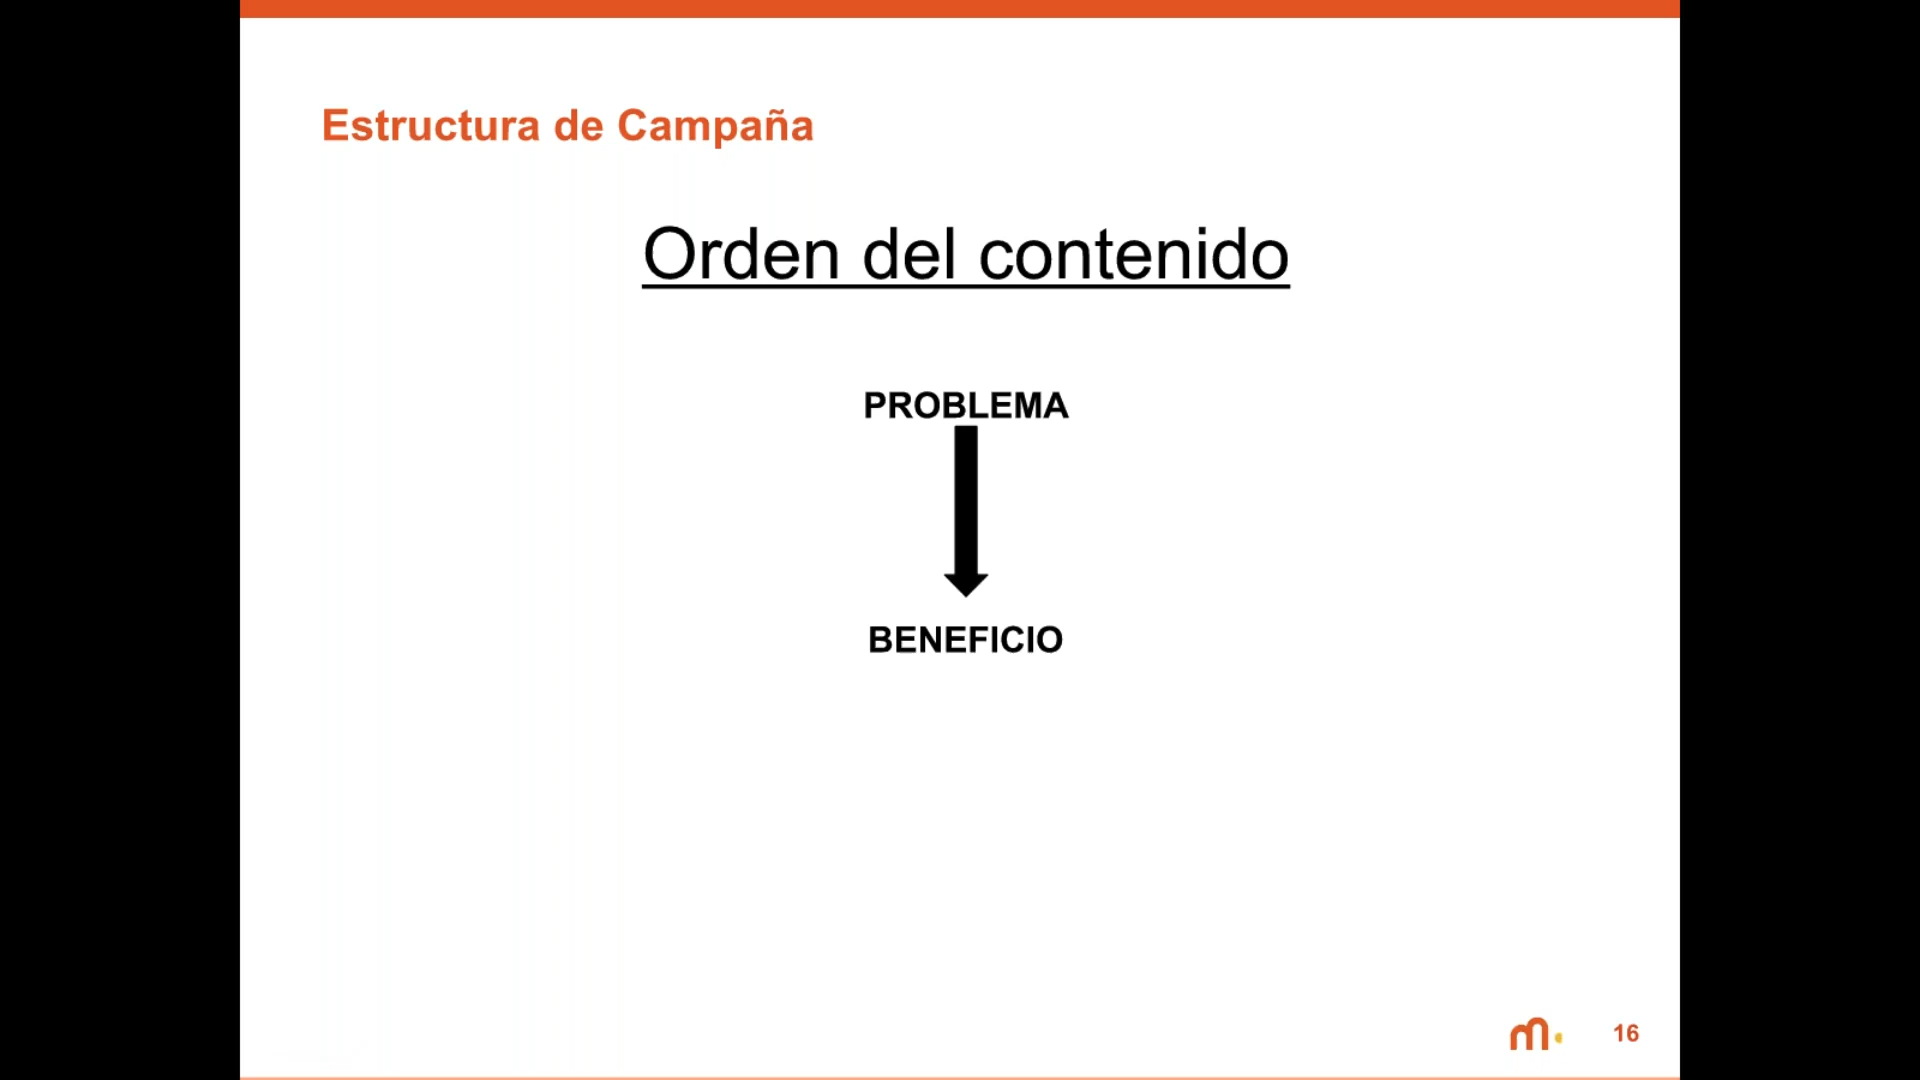 Estructura de Campaña
Orden del contenido
PROBLEMA
BENEFICIO
m.
16